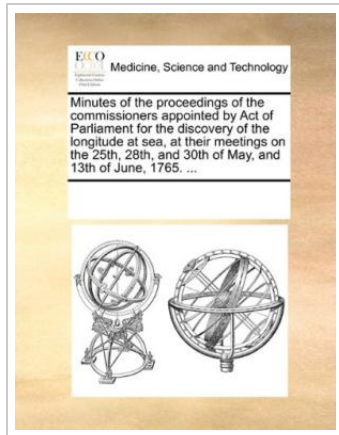 ECCO
Medicine, Science and Technology
Minutes of the proceedings of the
commissioners appointed by Act of
Parliament for the discovery of the
longitude at sea, at their meetings on
the 25th, 28th, and 30th of May, and
13th of June, 1765. ...